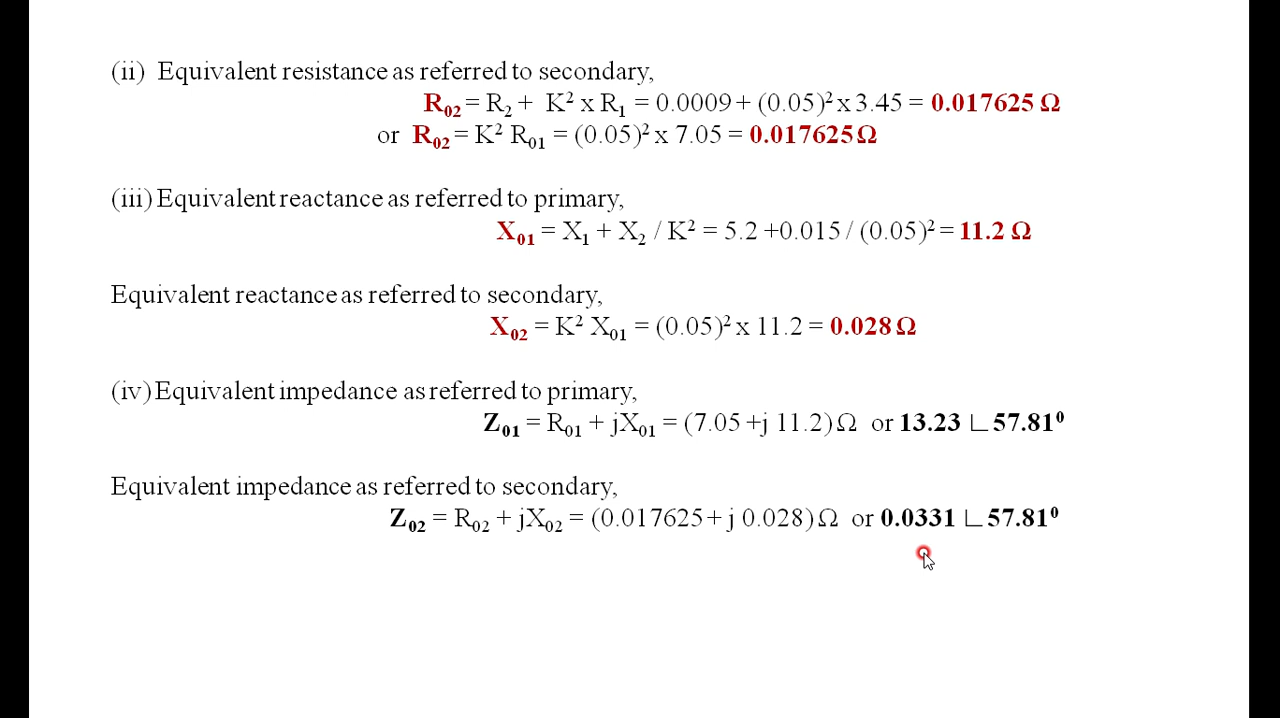 (ii) Equivalent resistance as referred to secondary,
R₀₂ = R₂ + K² x R₁ = 0.0009 + (0.05)² x 3.45 = 0.017625 Ω
or R₀₂ = K² R₀₁ = (0.05)² x 7.05 = 0.017625 Ω
(iii) Equivalent reactance as referred to primary,
X₀₁ = X₁ + X₂ / K² = 5.2 +0.015 / (0.05)² = 11.2 Ω
Equivalent reactance as referred to secondary,
X₀₂ = K² X₀₁ = (0.05)² x 11.2 = 0.028 Ω
(iv) Equivalent impedance as referred to primary,
Z₀₁ = R₀₁ + jX₀₁ = (7.05 +j 11.2) Ω or 13.23 ∟57.81⁰
Equivalent impedance as referred to secondary,
Z₀₂ = R₀₂ + jX₀₂ = (0.017625 + j 0.028) Ω or 0.0331 ∟57.81⁰